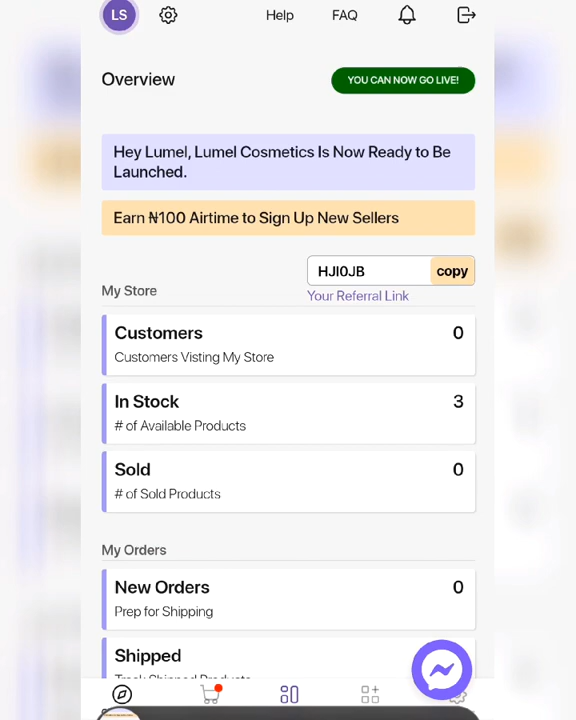 LS
Help
FAQ
Overview
YOU CAN NOW GO LIVE!
Hey Lumel, Lumel Cosmetics Is Now Ready to Be
Launched.
Earn ₦100 Airtime to Sign Up New Sellers
HJI0JB
copy
My Store
Your Referral Link
Customers
0
Customers Visting My Store
In Stock
3
# of Available Products
Sold
0
# of Sold Products
My Orders
New Orders
0
Prep for Shipping
Shipped
Track Shipped Products